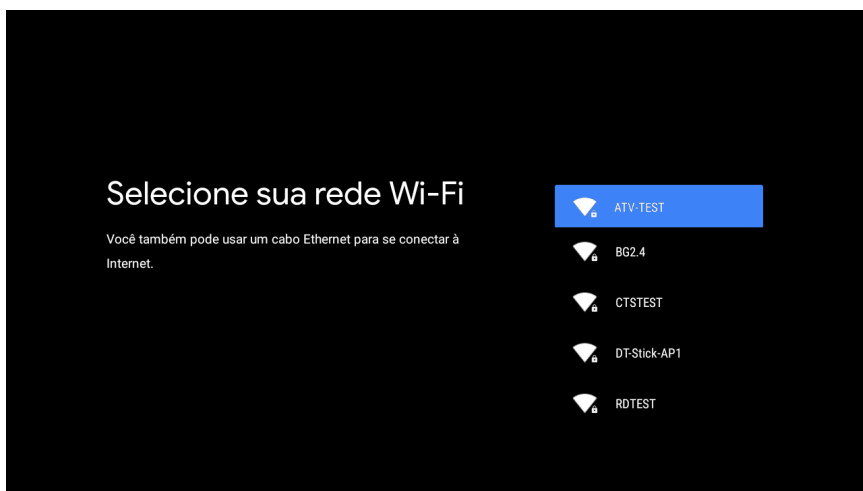 Selecione sua rede Wi-Fi
Você também pode usar um cabo Ethernet para se conectar à
Internet.
ATV-TEST
BG2.4
CTSTEST
DT-Stick-AP1
RDTEST